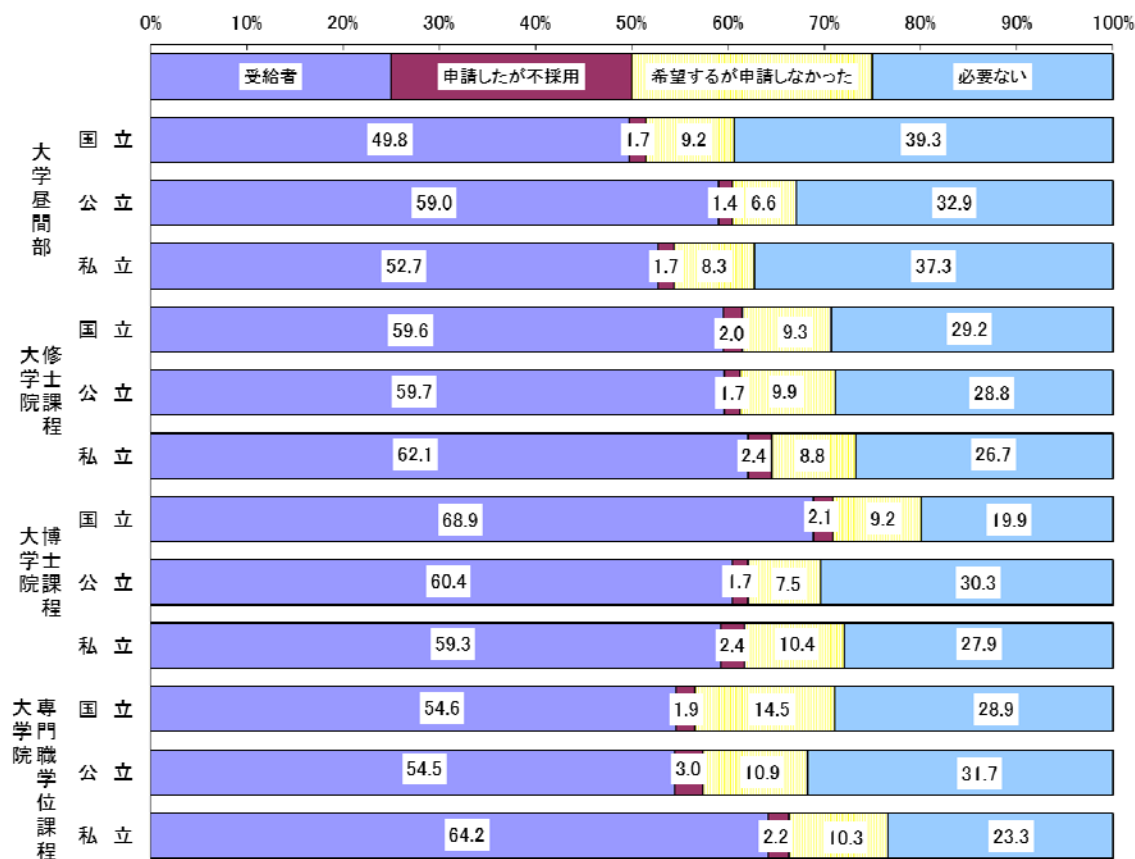 0% 10% 20% 30% 40% 50% 60% 70% 80% 90% 100%
受給者 申請したが不採用 希望するが申請しなかった 必要ない
大学昼間部
国立 49.8 1.7 9.2 39.3
公立 59.0 1.4 6.6 32.9
私立 52.7 1.7 8.3 37.3
大学院
修士課程
国立 59.6 2.0 9.3 29.2
公立 59.7 1.7 9.9 28.8
私立 62.1 2.4 8.8 26.7
大学院
博士課程
国立 68.9 2.1 9.2 19.9
公立 60.4 1.7 7.5 30.3
私立 59.3 2.4 10.4 27.9
大学院
専門職学位課程
国立 54.6 1.9 14.5 28.9
公立 54.5 3.0 10.9 31.7
私立 64.2 2.2 10.3 23.3